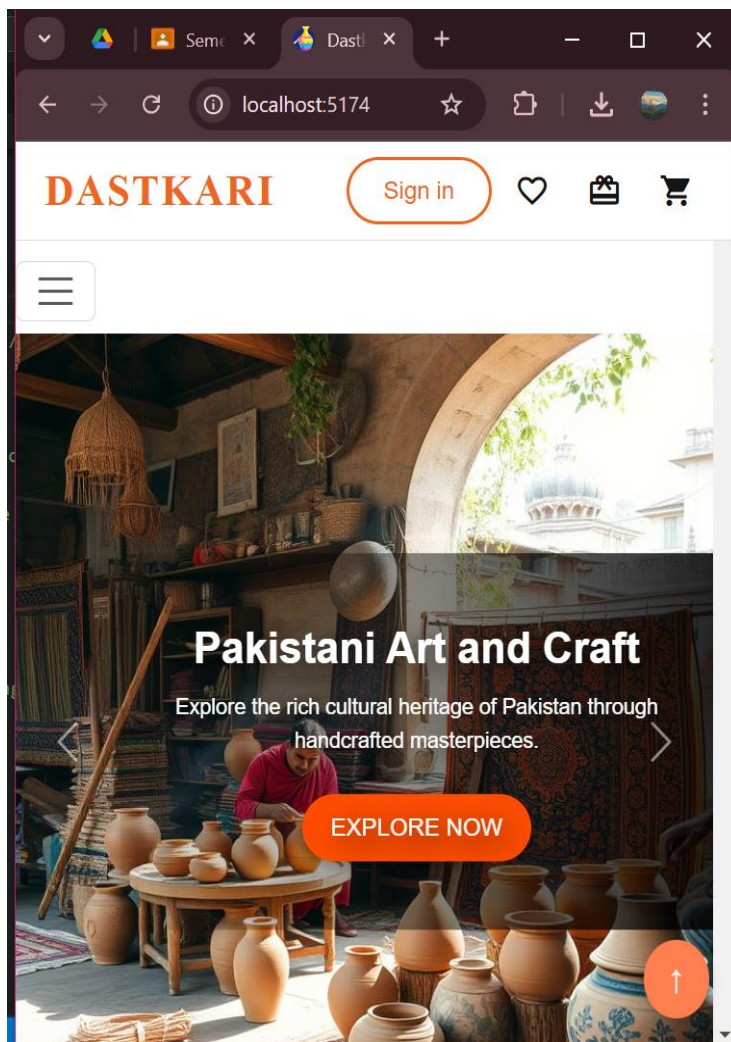 Seme
Dast
localhost:5174
DASTKARI
Sign in
Pakistani Art and Craft
Explore the rich cultural heritage of Pakistan through
handcrafted masterpieces.
EXPLORE NOW
↑